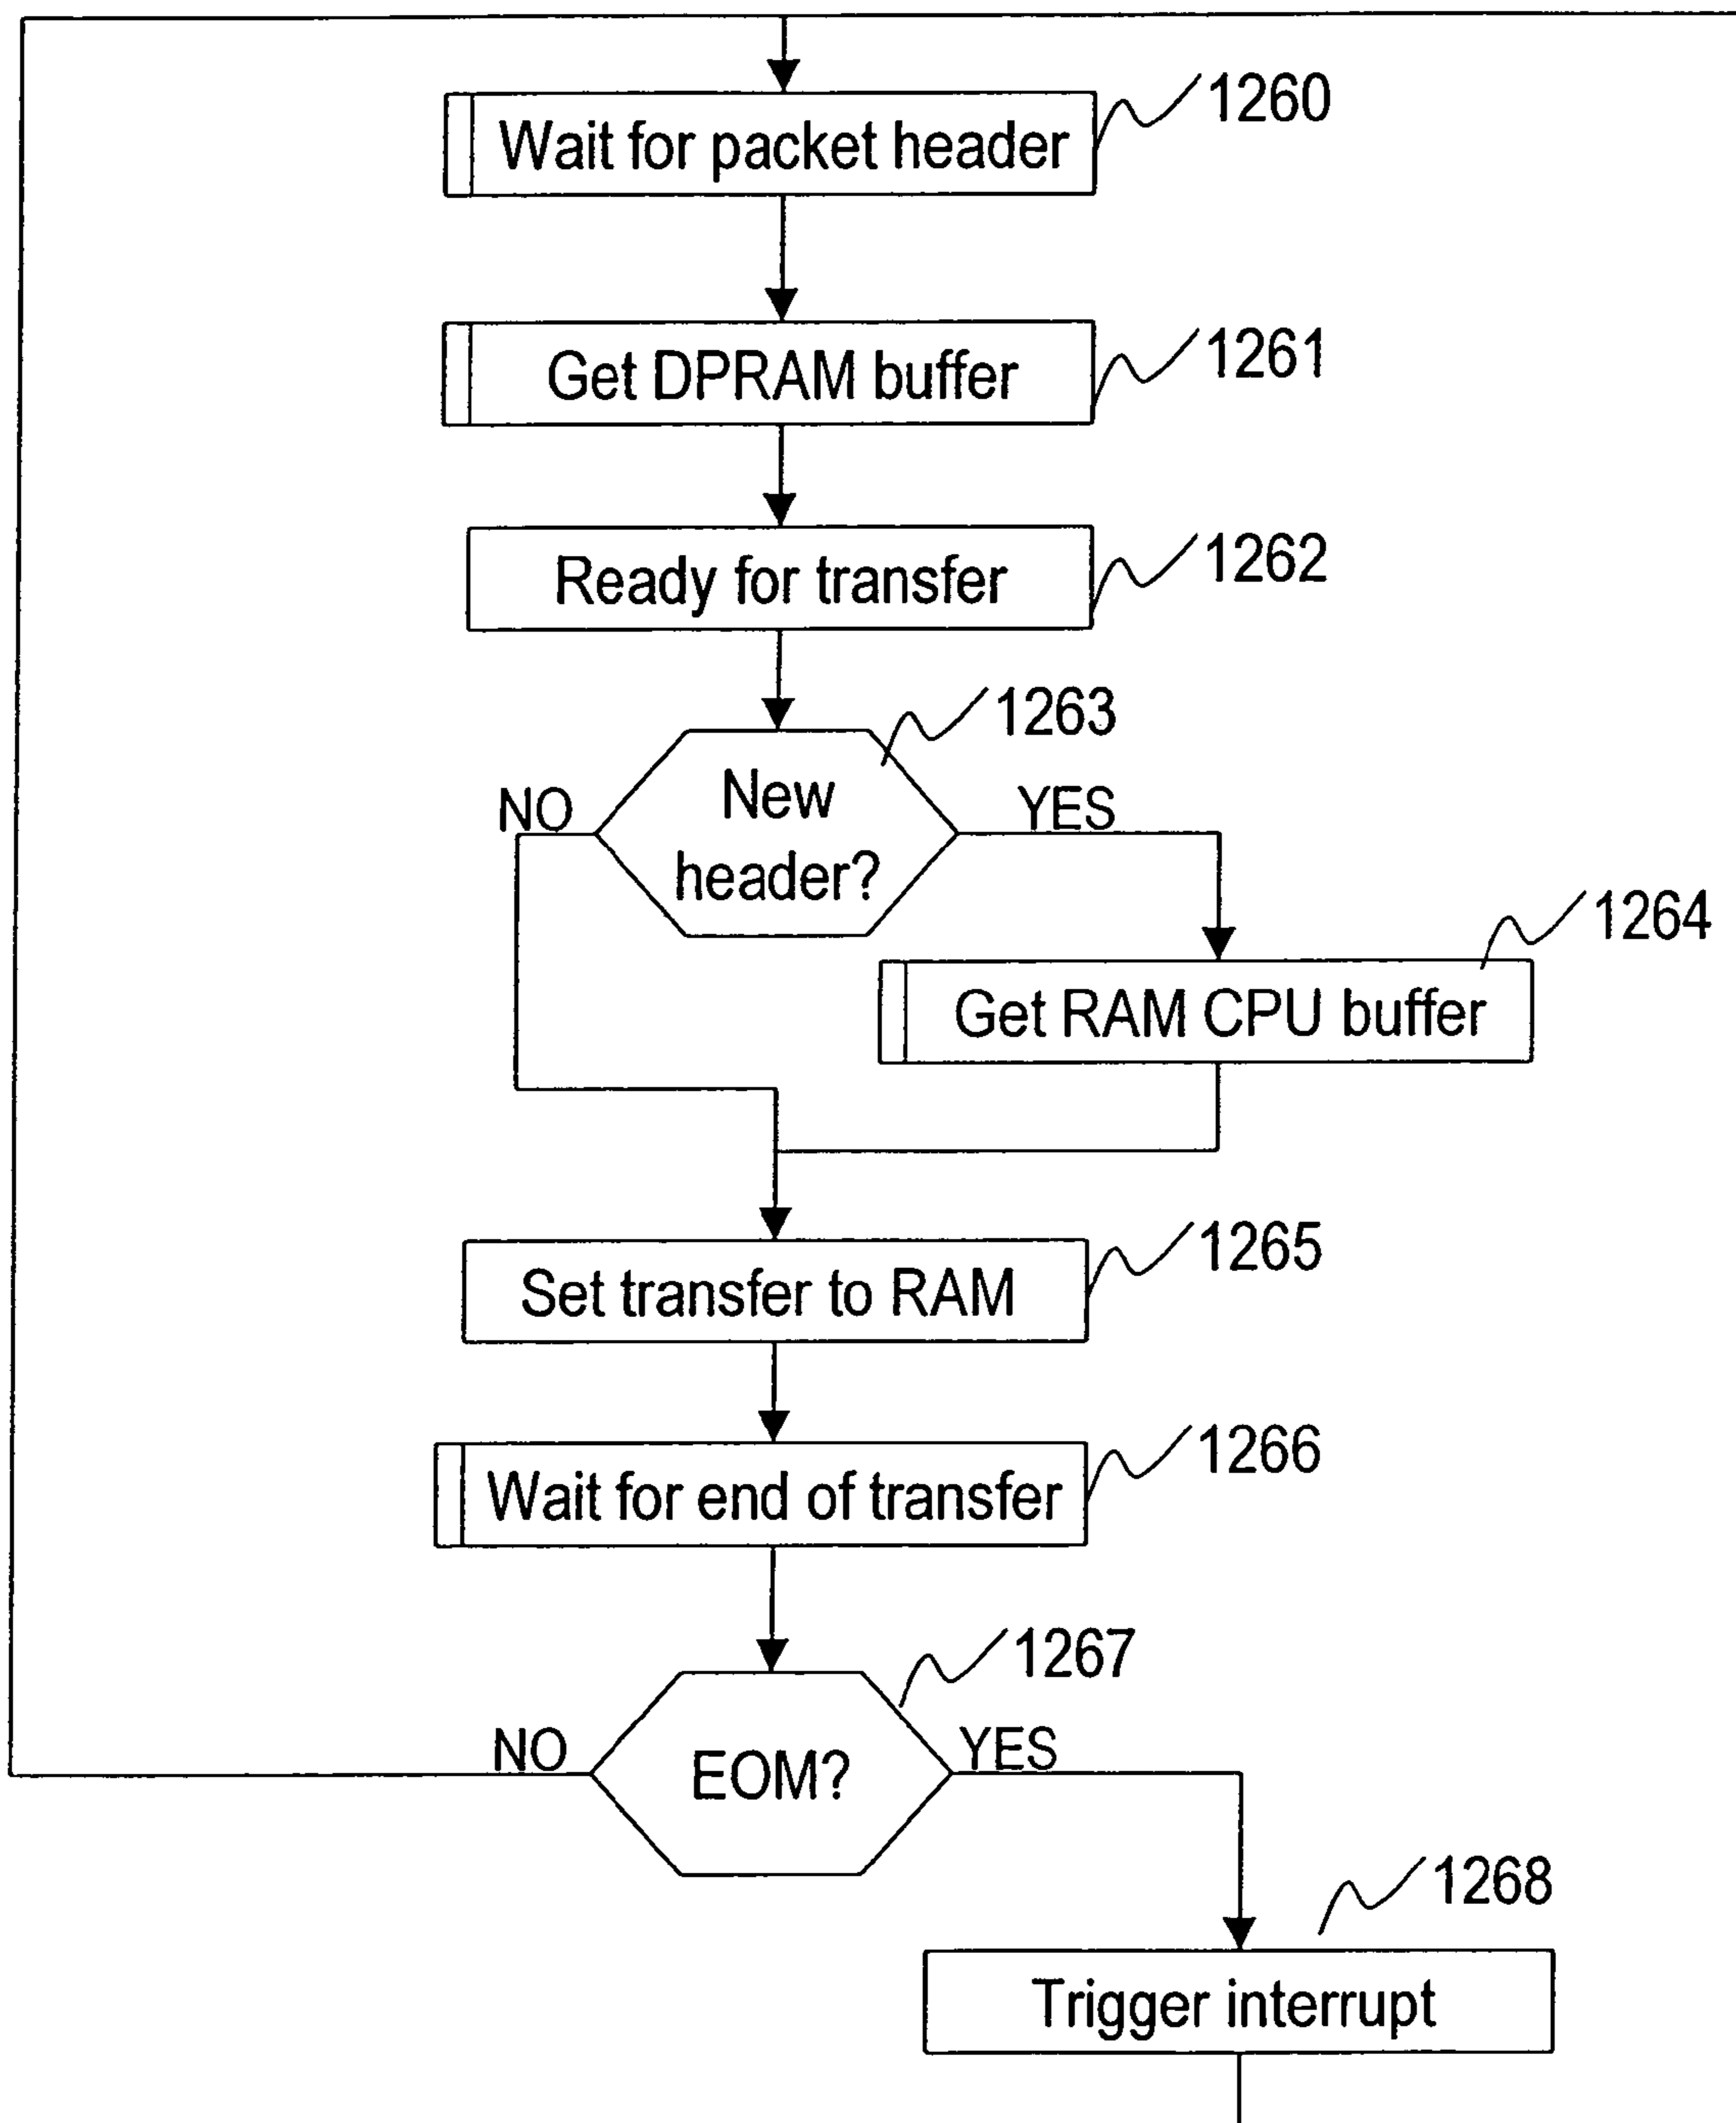 1260
Wait for packet header
1261
Get DPRAM buffer
1262
Ready for transfer
1263
NO
New
header?
YES
1264
Get RAM CPU buffer
1265
Set transfer to RAM
1266
Wait for end of transfer
1267
NO
EOM?
YES
1268
Trigger interrupt